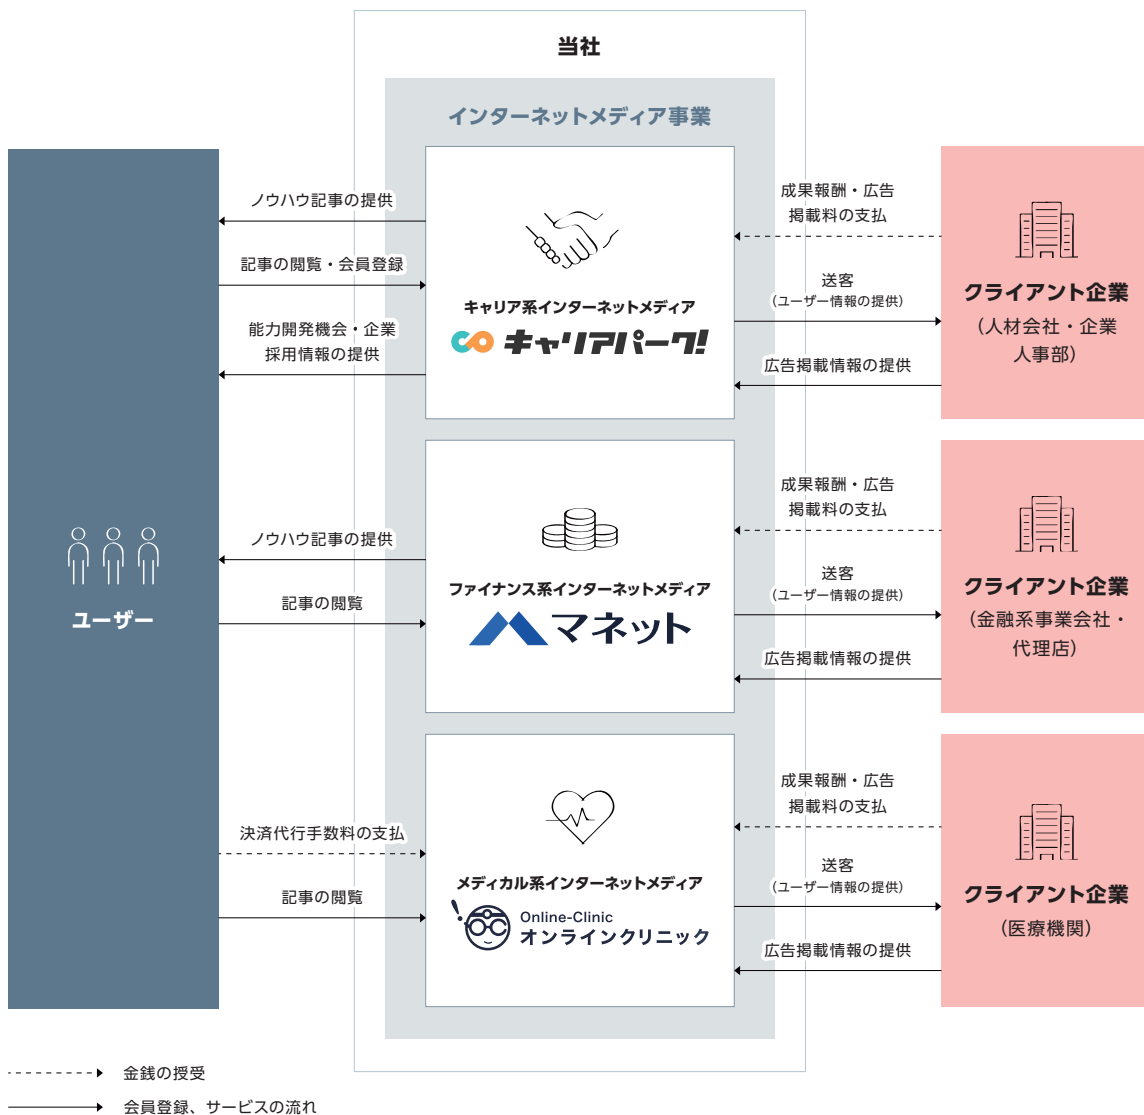 当社
インターネットメディア事業
ユーザー
ノウハウ記事の提供
記事の閲覧・会員登録
能力開発機会・企業
採用情報の提供
キャリア系インターネットメディア
キャリアパーク!
成果報酬・広告
掲載料の支払
送客
(ユーザー情報の提供)
広告掲載情報の提供
クライアント企業
(人材会社・企業
人事部)
ノウハウ記事の提供
記事の閲覧
ファイナンス系インターネットメディア
マネット
成果報酬・広告
掲載料の支払
送客
(ユーザー情報の提供)
広告掲載情報の提供
クライアント企業
(金融系事業会社・
代理店)
決済代行手数料の支払
記事の閲覧
メディカル系インターネットメディア
Online-Clinic
オンラインクリニック
成果報酬・広告
掲載料の支払
送客
(ユーザー情報の提供)
広告掲載情報の提供
クライアント企業
(医療機関)
金銭の授受
会員登録、サービスの流れ